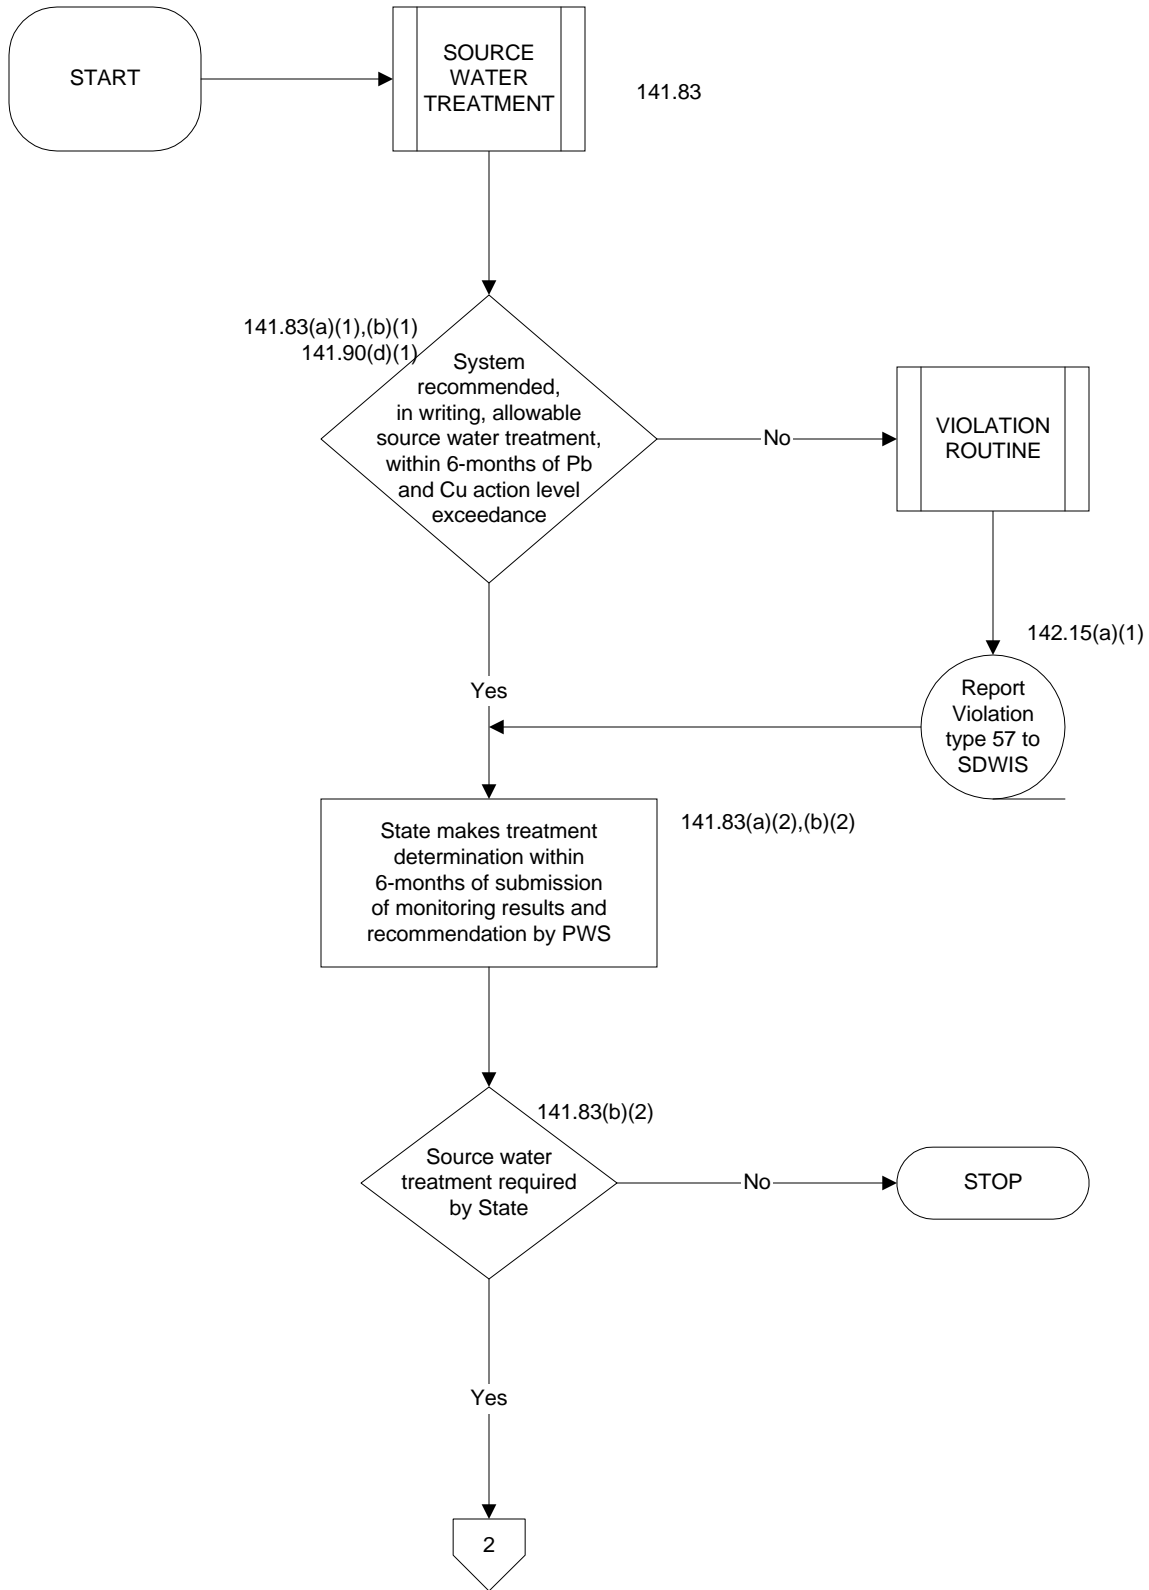 START
SOURCE
WATER
TREATMENT
141.83
141.83(a)(1),(b)(1)
141.90(d)(1)
System
recommended,
in writing, allowable
source water treatment,
within 6-months of Pb
and Cu action level
exceedance
No
VIOLATION
ROUTINE
142.15(a)(1)
Report
Violation
type 57 to
SDWIS
Yes
State makes treatment
determination within
6-months of submission
of monitoring results and
recommendation by PWS
141.83(a)(2),(b)(2)
141.83(b)(2)
Source water
treatment required
by State
No
STOP
Yes
2